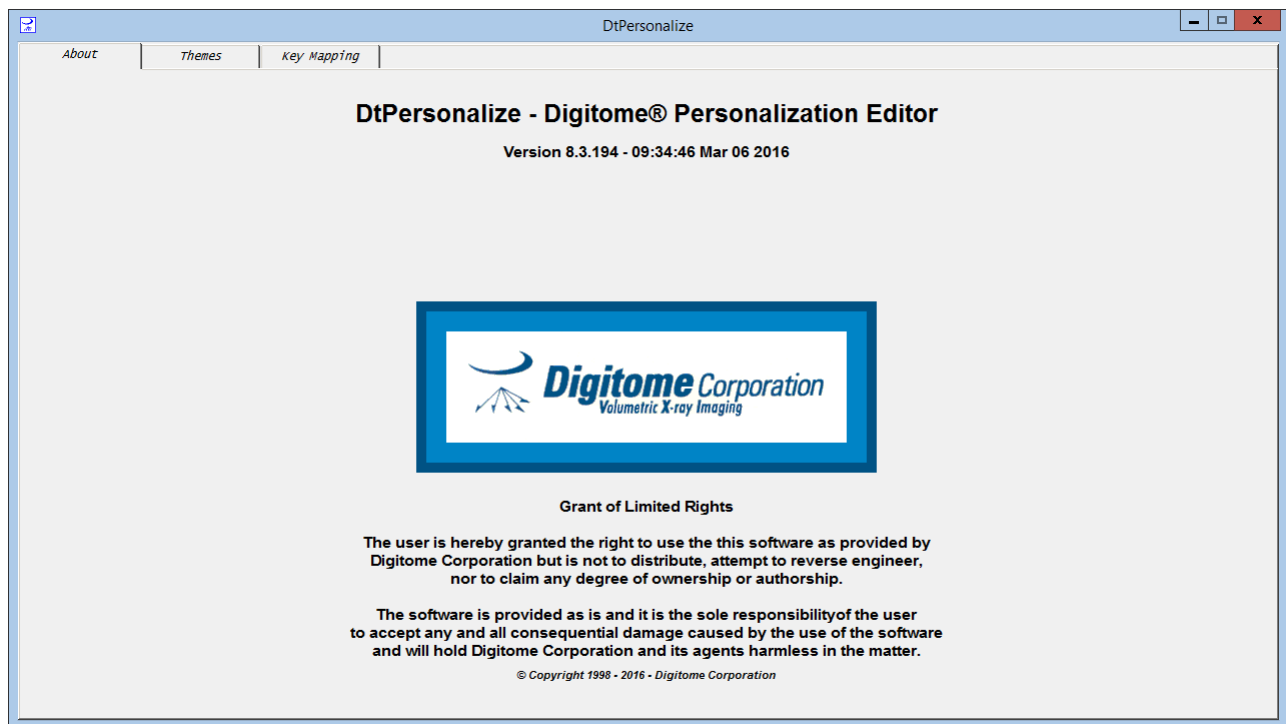 DtPersonalize
About
Themes
Key Mapping
DtPersonalize - Digitome® Personalization Editor
Version 8.3.194 - 09:34:46 Mar 06 2016
Digitome Corporation
Volumetric X-ray Imaging
Grant of Limited Rights
The user is hereby granted the right to use the this software as provided by
Digitome Corporation but is not to distribute, attempt to reverse engineer,
nor to claim any degree of ownership or authorship.
The software is provided as is and it is the sole responsibilityof the user
to accept any and all consequential damage caused by the use of the software
and will hold Digitome Corporation and its agents harmless in the matter.
© Copyright 1998 - 2016 - Digitome Corporation